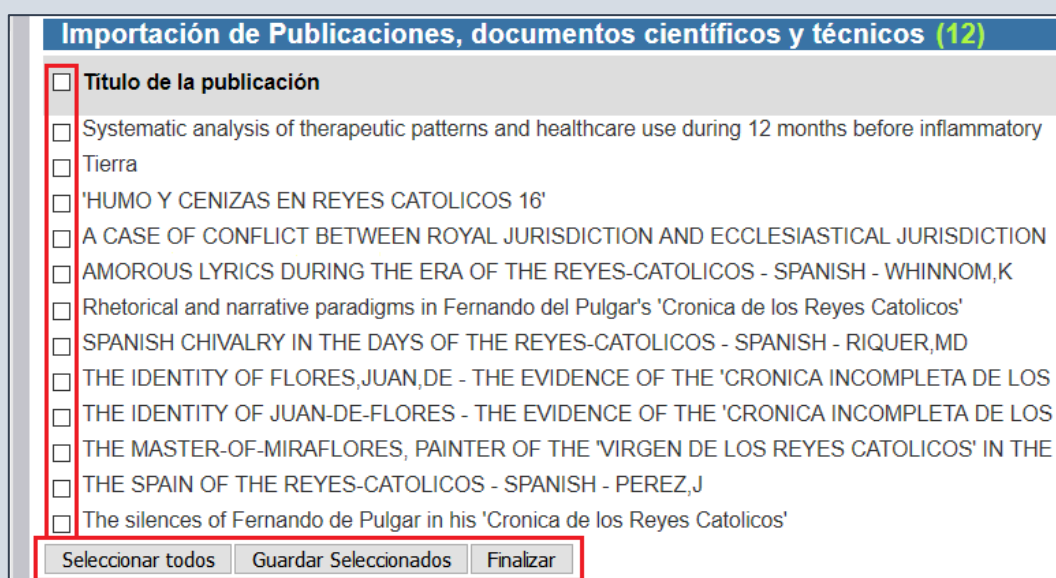 Importación de Publicaciones, documentos científicos y técnicos (12)
Título de la publicación
Systematic analysis of therapeutic patterns and healthcare use during 12 months before inflammatory
Tierra
'HUMO Y CENIZAS EN REYES CATOLICOS 16'
A CASE OF CONFLICT BETWEEN ROYAL JURISDICTION AND ECCLESIASTICAL JURISDICTION
AMOROUS LYRICS DURING THE ERA OF THE REYES-CATOLICOS - SPANISH - WHINNOM,K
Rhetorical and narrative paradigms in Fernando del Pulgar's 'Cronica de los Reyes Catolicos'
SPANISH CHIVALRY IN THE DAYS OF THE REYES-CATOLICOS - SPANISH - RIQUER,MD
THE IDENTITY OF FLORES,JUAN,DE - THE EVIDENCE OF THE 'CRONICA INCOMPLETA DE LOS
THE IDENTITY OF JUAN-DE-FLORES - THE EVIDENCE OF THE 'CRONICA INCOMPLETA DE LOS
THE MASTER-OF-MIRAFLORES, PAINTER OF THE 'VIRGEN DE LOS REYES CATOLICOS' IN THE
THE SPAIN OF THE REYES-CATOLICOS - SPANISH - PEREZ,J
The silences of Fernando de Pulgar in his 'Cronica de los Reyes Catolicos'
Seleccionar todos Guardar Seleccionados Finalizar